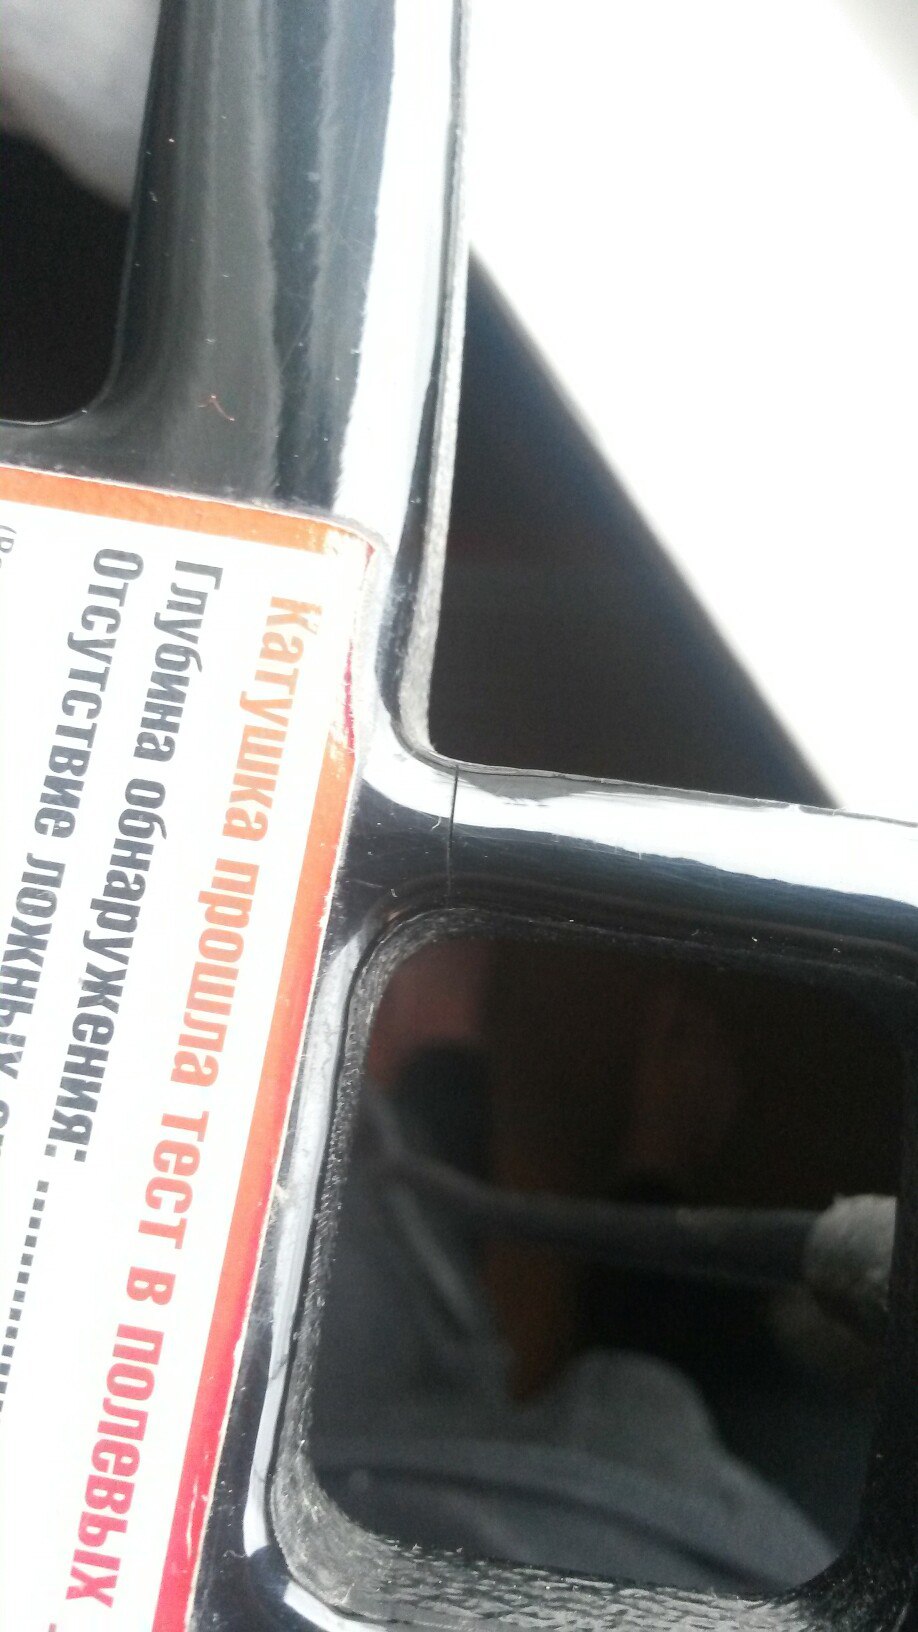 Катушка прошла тест в полевых
Глубина обнаружения: ..............
Отсутствие ложных